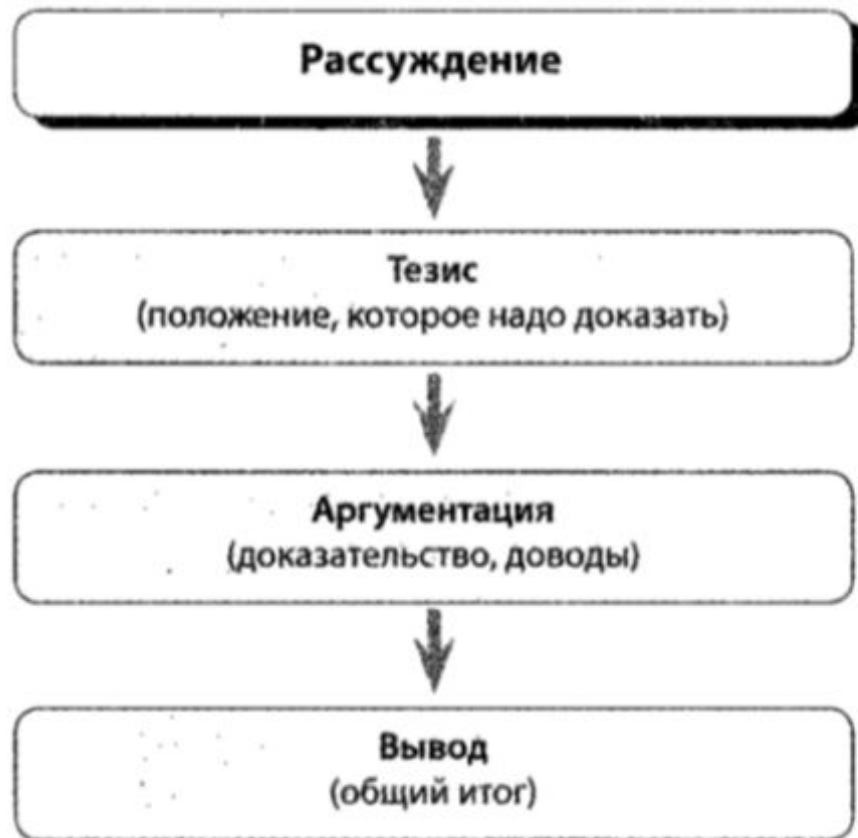 Рассуждение
Тезис
(положение, которое надо доказать)
Аргументация
(доказательство, доводы)
Вывод
(общий итог)